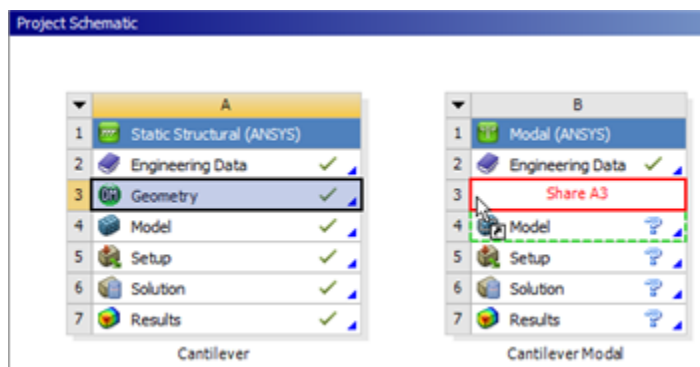 Project Schematic
A
1 Static Structural (ANSYS)
2 Engineering Data
3 Geometry
4 Model
5 Setup
6 Solution
7 Results
Cantilever
B
1 Modal (ANSYS)
2 Engineering Data
3 Share A3
4 Model
5 Setup
6 Solution
7 Results
Cantilever Modal